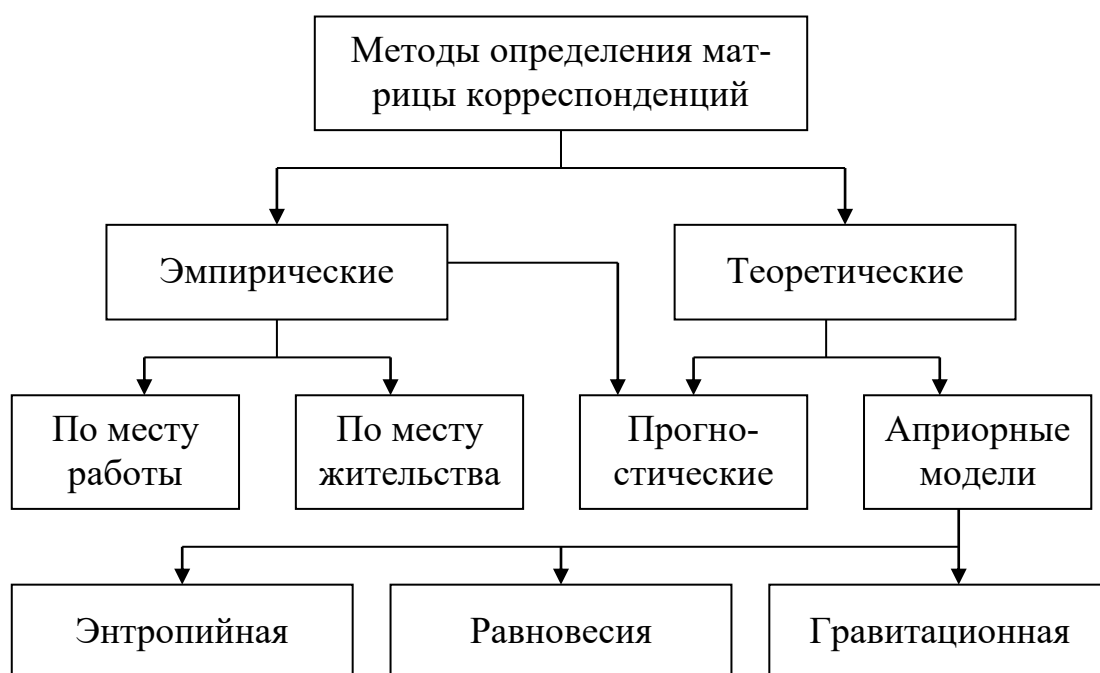 Методы определения мат-
рицы корреспонденций
Эмпирические
Теоретические
По месту
работы
По месту
жительства
Прогно-
стические
Априорные
модели
Энтропийная
Равновесия
Гравитационная